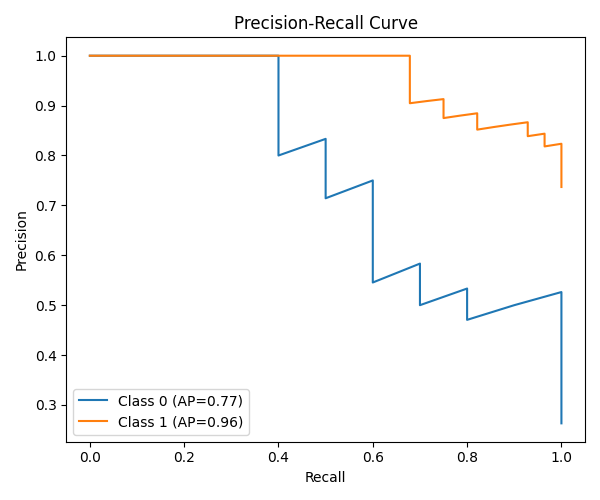 Precision-Recall Curve
Precision
1.0
0.9
0.8
0.7
0.6
0.5
0.4
0.3
Class 0 (AP=0.77)
Class 1 (AP=0.96)
0.0 0.2 0.4 0.6 0.8 1.0
Recall